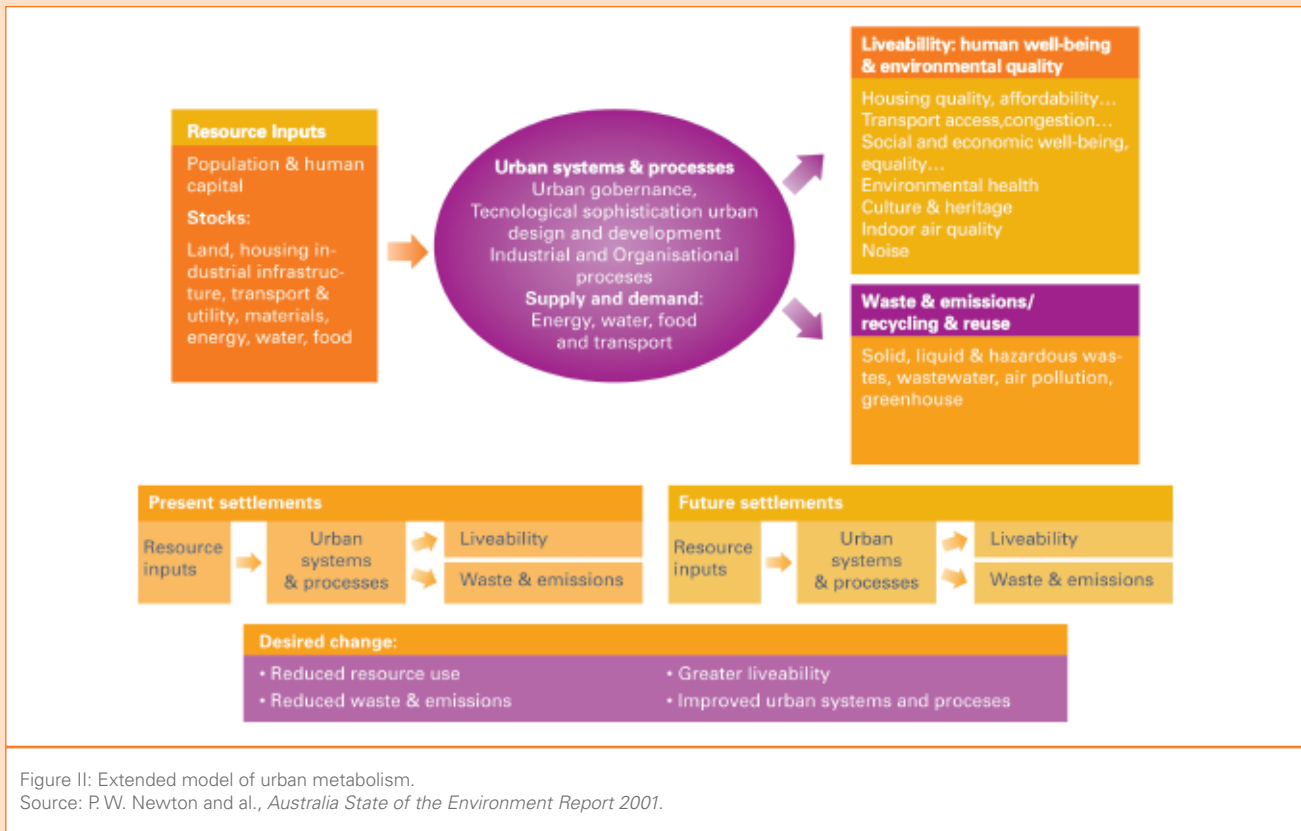 Resource Inputs
Population & human
capital
Stocks:
Land, housing in-
dustrial infrastruc-
ture, transport &
utility, materials,
energy, water, food
Urban systems & processes
Urban gobernance,
Tecnological sophistication urban
design and development
Industrial and Organisational
proceses
Supply and demand:
Energy, water, food
and transport
Liveabillity: human well-being
& environmental quality
Housing quality, affordability...
Transport access,congestion...
Social and economic well-being,
equality...
Environmental health
Culture & heritage
Indoor air quality
Noise
Waste & emissions/
recycling & reuse
Solid, liquid & hazardous was-
tes, wastewater, air pollution,
greenhouse
Present settlements
Resource
inputs
Urban
systems
& processes
Liveability
Waste & emissions
Future settlements
Resource
inputs
Urban
systems
& processes
Liveability
Waste & emissions
Desired change:
• Reduced resource use
• Reduced waste & emissions
• Greater liveability
• Improved urban systems and proceses
Figure II: Extended model of urban metabolism.
Source: P. W. Newton and al., Australia State of the Environment Report 2001.